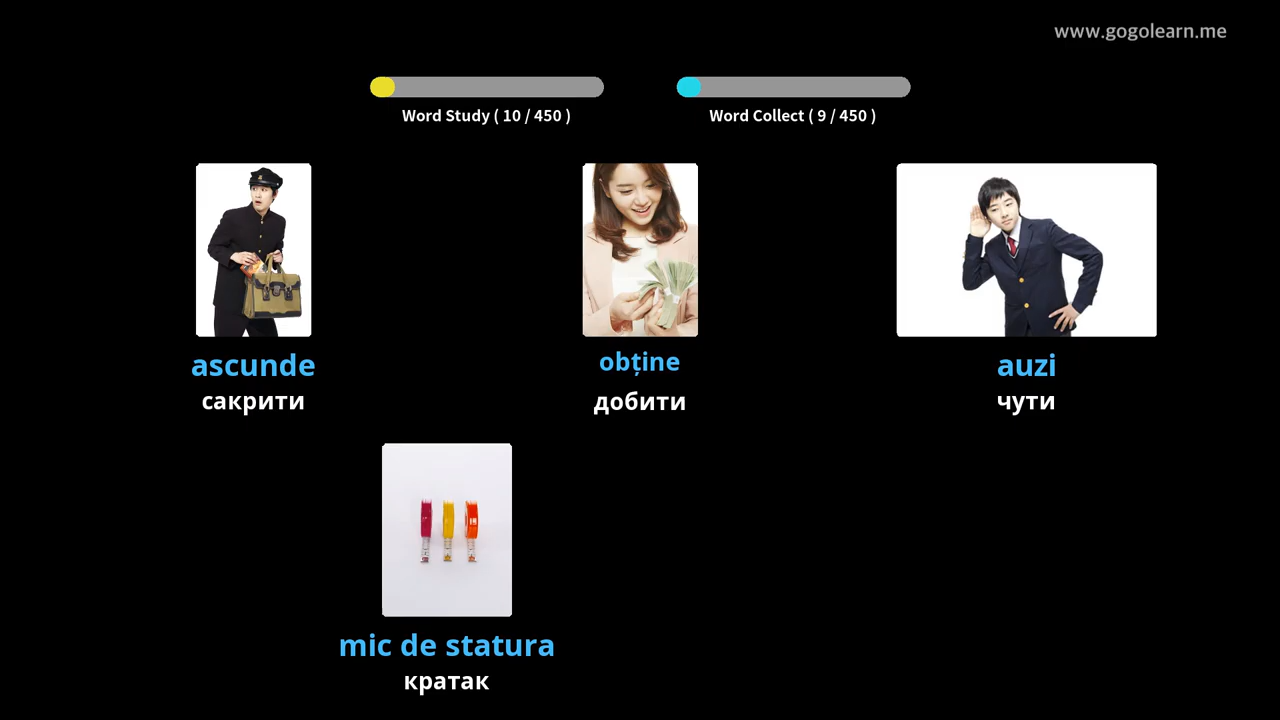 www.gogolearn.me
Word Study ( 10 / 450 )
Word Collect ( 9 / 450 )
ascunde
сакрити
obține
добити
auzi
чути
mic de statura
кратак